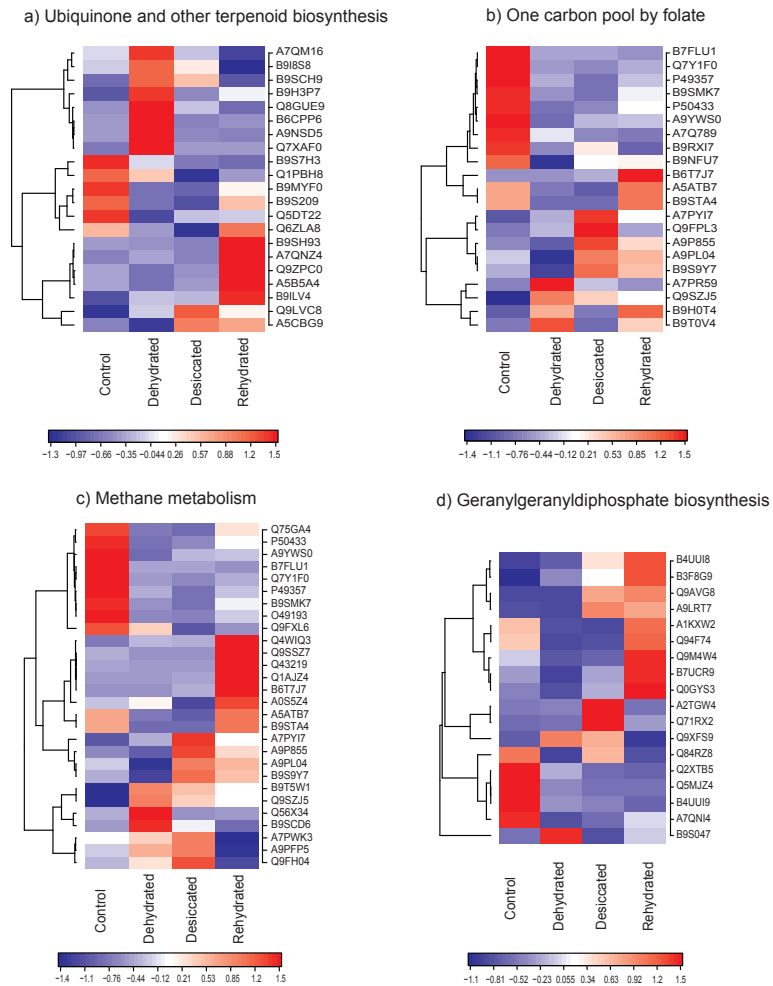 a) Ubiquinone and other terpenoid biosynthesis
A7QM16
B9I8S8
B9SCH9
B9H3P7
Q8GUE9
B6CPP6
A9NSD5
Q7XAF0
B9S7H3
Q1PBH8
B9MYF0
B9S209
Q5DT22
Q6ZLA8
B9SH93
A7QNZ4
Q9ZPC0
A5B5A4
B9ILV4
Q9LVC8
A5CBG9
Control
Dehydrated
Desiccated
Rehydrated
−1.3 −0.97 −0.66 −0.35 −0.044 0.26 0.57 0.88 1.2 1.5
b) One carbon pool by folate
B7FLU1
Q7Y1F0
P49357
B9SMK7
P50433
A9YWS0
A7Q789
B9RXI7
B9NFU7
B6T7J7
A5ATB7
B9STA4
A7PYI7
Q9FPL3
A9P855
A9PL04
B9S9Y7
A7PR59
Q9SZJ5
B9H0T4
B9T0V4
Control
Dehydrated
Desiccated
Rehydrated
−1.4 −1.1 −0.76 −0.44 −0.12 0.21 0.53 0.85 1.2 1.5
c) Methane metabolism
Q75GA4
P50433
A9YWS0
B7FLU1
Q7Y1F0
P49357
B9SMK7
O49193
Q9FXL6
Q4WIQ3
Q9SSZ7
Q43219
Q1AJZ4
B6T7J7
A0S5Z4
A5ATB7
B9STA4
A7PYI7
A9P855
A9PL04
B9S9Y7
B9T5W1
Q9SZJ5
Q56X34
B9SCD6
A7PWK3
A9PFP5
Q9FH04
Control
Dehydrated
Desiccated
Rehydrated
−1.4 −1.1 −0.76 −0.44 −0.12 0.20 0.53 0.85 1.2 1.5
d) Geranylgeranyldiphosphate biosynthesis
B4UUI8
B3F8G9
Q9AVG8
A9LRT7
A1KXW2
Q94F74
Q9M4W4
B7UCR9
Q0GYS3
A2TGW4
Q71RX2
Q9XFS9
Q84RZ8
Q2XTB5
Q5MJZ4
B4UUI9
A7QNI4
B9S047
Control
Dehydrated
Desiccated
Rehydrated
−1.1 −0.81 −0.52 −0.23 0.055 0.34 0.63 0.92 1.2 1.5